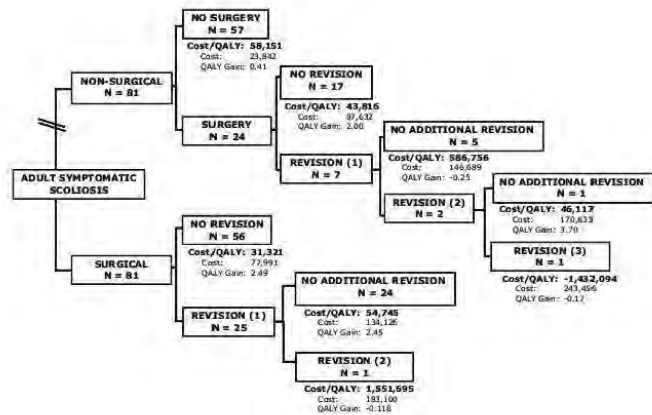 NO SURGERY
N = 57
Cost/QALY: 58,151
Cost: 23,842
QALY Gain: 0.41
NON-SURGICAL
N = 81
NO REVISION
N = 17
Cost/QALY: 43,816
Cost: 87,632
QALY Gain: 2.00
SURGERY
N = 24
NO ADDITIONAL REVISION
N = 5
Cost/QALY: 586,756
Cost: 146,689
QALY Gain: -0.25
REVISION (1)
N = 7
NO ADDITIONAL REVISION
N = 1
Cost/QALY: 46,117
Cost: 170,633
QALY Gain: 3.70
REVISION (2)
N = 2
REVISION (3)
N = 1
Cost/QALY: -1,432,094
Cost: 243,456
QALY Gain: -0.17
ADULT SYMPTOMATIC
SCOLIOSIS
NO REVISION
N = 56
Cost/QALY: 31,321
Cost: 77,991
QALY Gain: 2.49
SURGICAL
N = 81
NO ADDITIONAL REVISION
N = 24
Cost/QALY: 54,745
Cost: 134,126
QALY Gain: 2.45
REVISION (1)
N = 25
REVISION (2)
N = 1
Cost/QALY: 1,551,695
Cost: 183,100
QALY Gain: -0.118